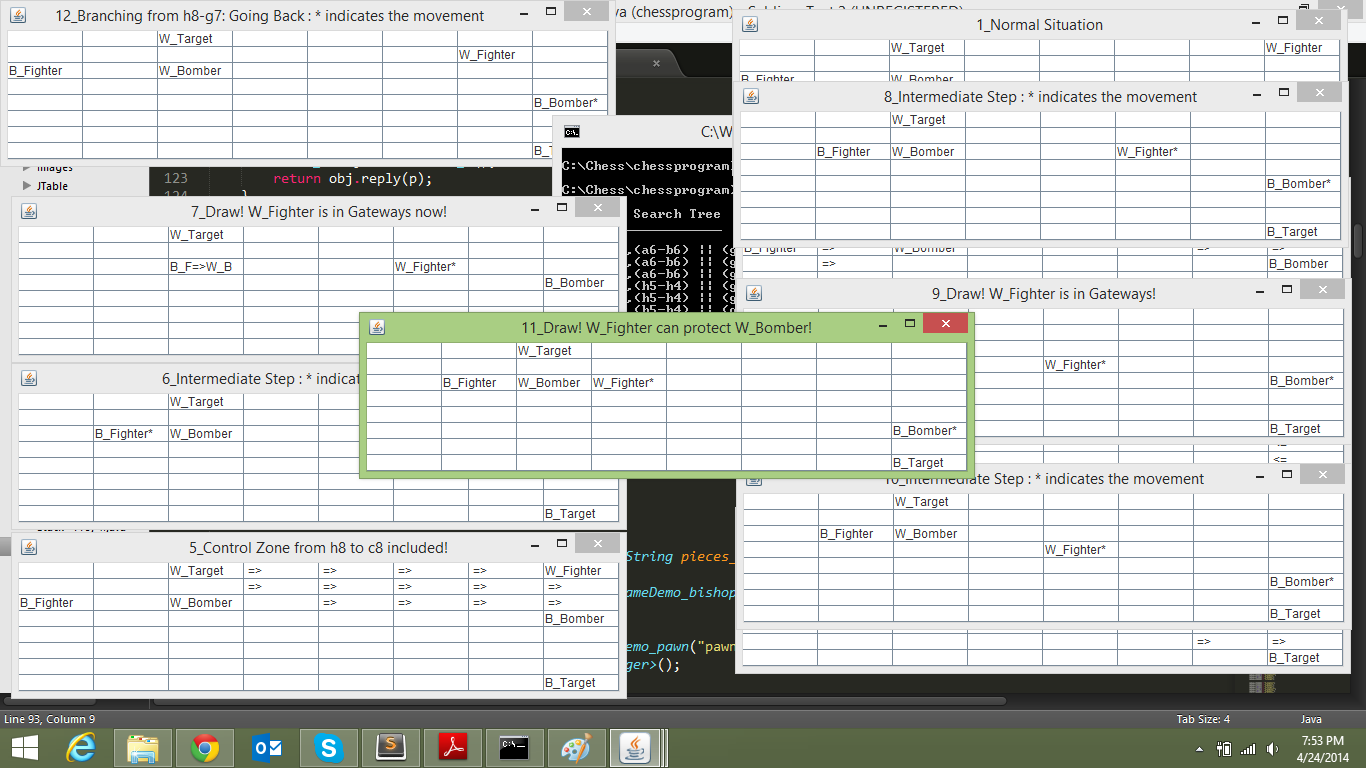 12_Branching from h8-g7: Going Back : * indicates the movement
W_Target
W_Fighter
B_Fighter W_Bomber
B_Bomber*
va (chessprogram)
1_Normal Situation
W_Target W_Fighter
B_Fighter W_Bomber
8_Intermediate Step : * indicates the movement
W_Target
B_Fighter W_Bomber W_Fighter*
B_Bomber*
B_Target
B_Fighter => W_Bomber => =>
=> B_Bomber
images
JTable
123 return obj.reply(p);
124 }
C:\W
C:\Chess\chessprogram
C:\Chess\chessprogram
Search Tree
,(a6-b6) || (g
,(a6-b6) || (g
,(a6-b6) || (g
,(h5-h4) || (g
,(h5-h4) || (g
,(h5-h4) || (g
7_Draw! W_Fighter is in Gateways now!
W_Target
B_F=>W_B W_Fighter*
B_Bomber
9_Draw! W_Fighter is in Gateways!
W_Fighter*
B_Bomber*
B_Target
<=
<=
11_Draw! W_Fighter can protect W_Bomber!
W_Target
B_Fighter W_Bomber W_Fighter*
B_Bomber*
B_Target
6_Intermediate Step : * indicat
W_Target
B_Fighter* W_Bomber
B_Target
10_Intermediate Step : * indicates the movement
W_Target
B_Fighter W_Bomber
W_Fighter*
B_Bomber*
B_Target
=> =>
B_Target
5_Control Zone from h8 to c8 included!
W_Target => => => => W_Fighter
=> => => => =>
B_Fighter W_Bomber => => => =>
B_Bomber
B_Target
String pieces_
ameDemo_bishop
emo_pawn("pawn
ger>();
Line 93, Column 9
Tab Size: 4
Java
7:53 PM
4/24/2014